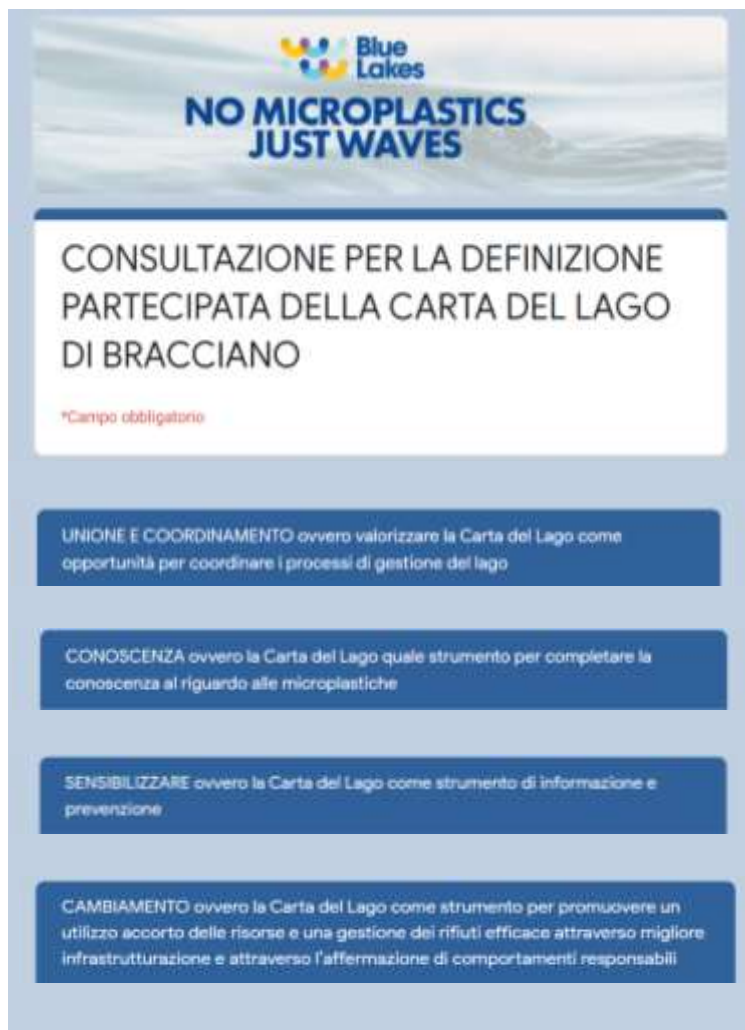 Blue
Lakes
NO MICROPLASTICS
JUST WAVES
CONSULTAZIONE PER LA DEFINIZIONE
PARTECIPATA DELLA CARTA DEL LAGO
DI BRACCIANO
*Campo obbligatorio
UNIONE E COORDINAMENTO ovvero valorizzare la Carta del Lago come
opportunità per coordinare i processi di gestione del lago
CONOSCENZA ovvero la Carta del Lago quale strumento per completare la
conoscenza al riguardo alle microplastiche
SENSIBILIZZARE ovvero la Carta del Lago come strumento di informazione e
prevenzione
CAMBIAMENTO ovvero la Carta del Lago come strumento per promuovere un
utilizzo accorto delle risorse e una gestione dei rifiuti efficace attraverso migliore
infrastrutturazione e attraverso l'affermazione di comportamenti responsabili